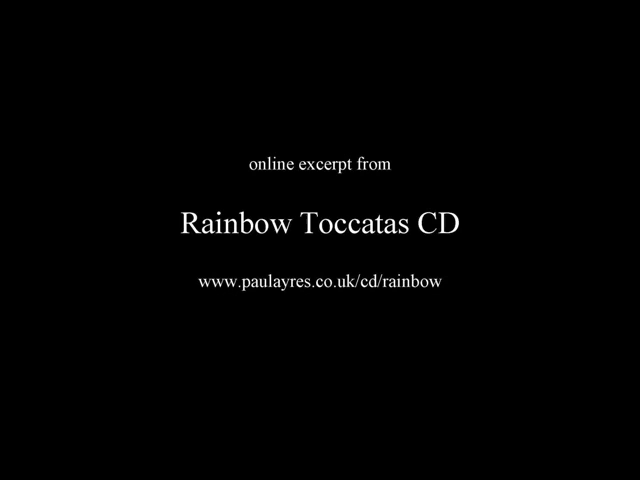 online excerpt from
Rainbow Toccatas CD
www.paulayres.co.uk/cd/rainbow